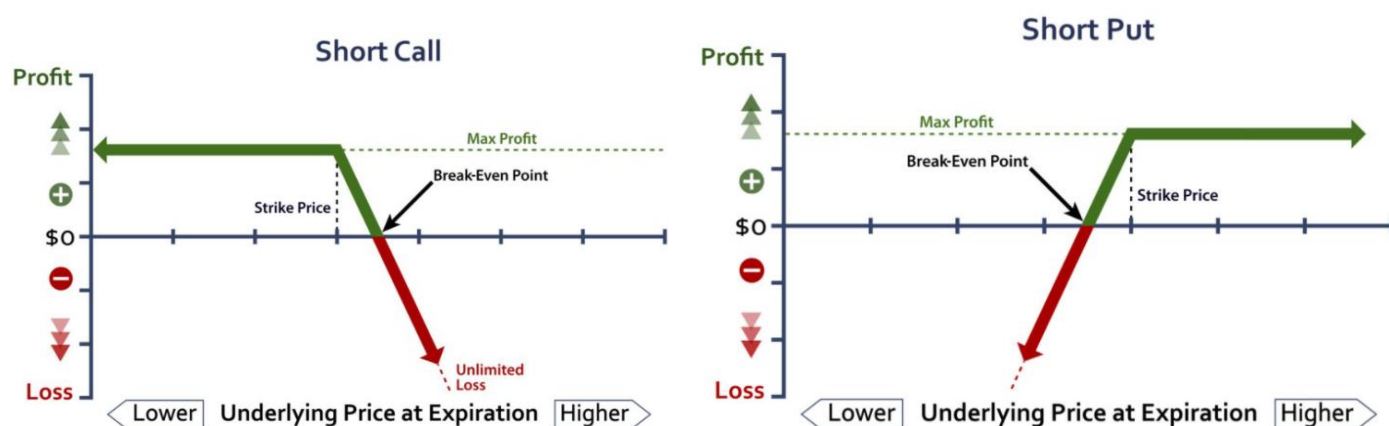 Short Call
Profit
Max Profit
Break-Even Point
Strike Price
$0
Unlimited
Loss
Loss
Lower
Underlying Price at Expiration
Higher
Short Put
Profit
Max Profit
Break-Even Point
Strike Price
$0
Loss
Lower
Underlying Price at Expiration
Higher